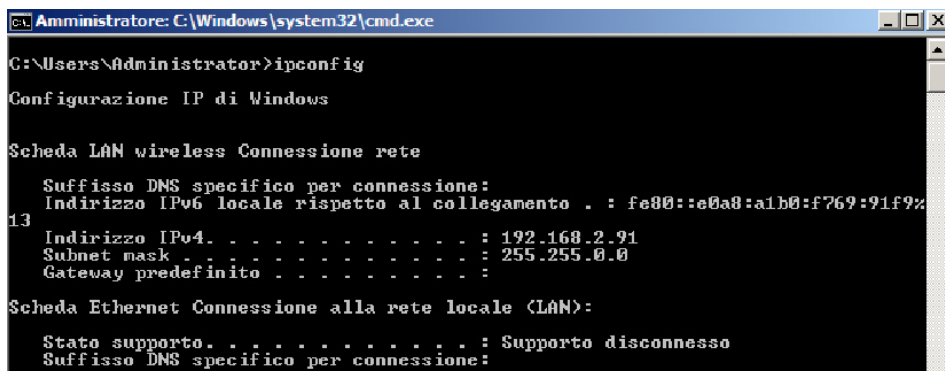 Amministratore: C:\Windows\system32\cmd.exe
C:\Users\Administrator>ipconfig
Configurazione IP di Windows
Scheda LAN wireless Connessione rete
Suffisso DNS specifico per connessione:
Indirizzo IPv6 locale rispetto al collegamento . : fe80::e0a8:a1b0:f769:91f9%
13
Indirizzo IPv4. . . . . . . . . . . . : 192.168.2.91
Subnet mask . . . . . . . . . . . . . : 255.255.0.0
Gateway predefinito . . . . . . . . . :
Scheda Ethernet Connessione alla rete locale (LAN):
Stato supporto. . . . . . . . . . . . : Supporto disconnesso
Suffisso DNS specifico per connessione: